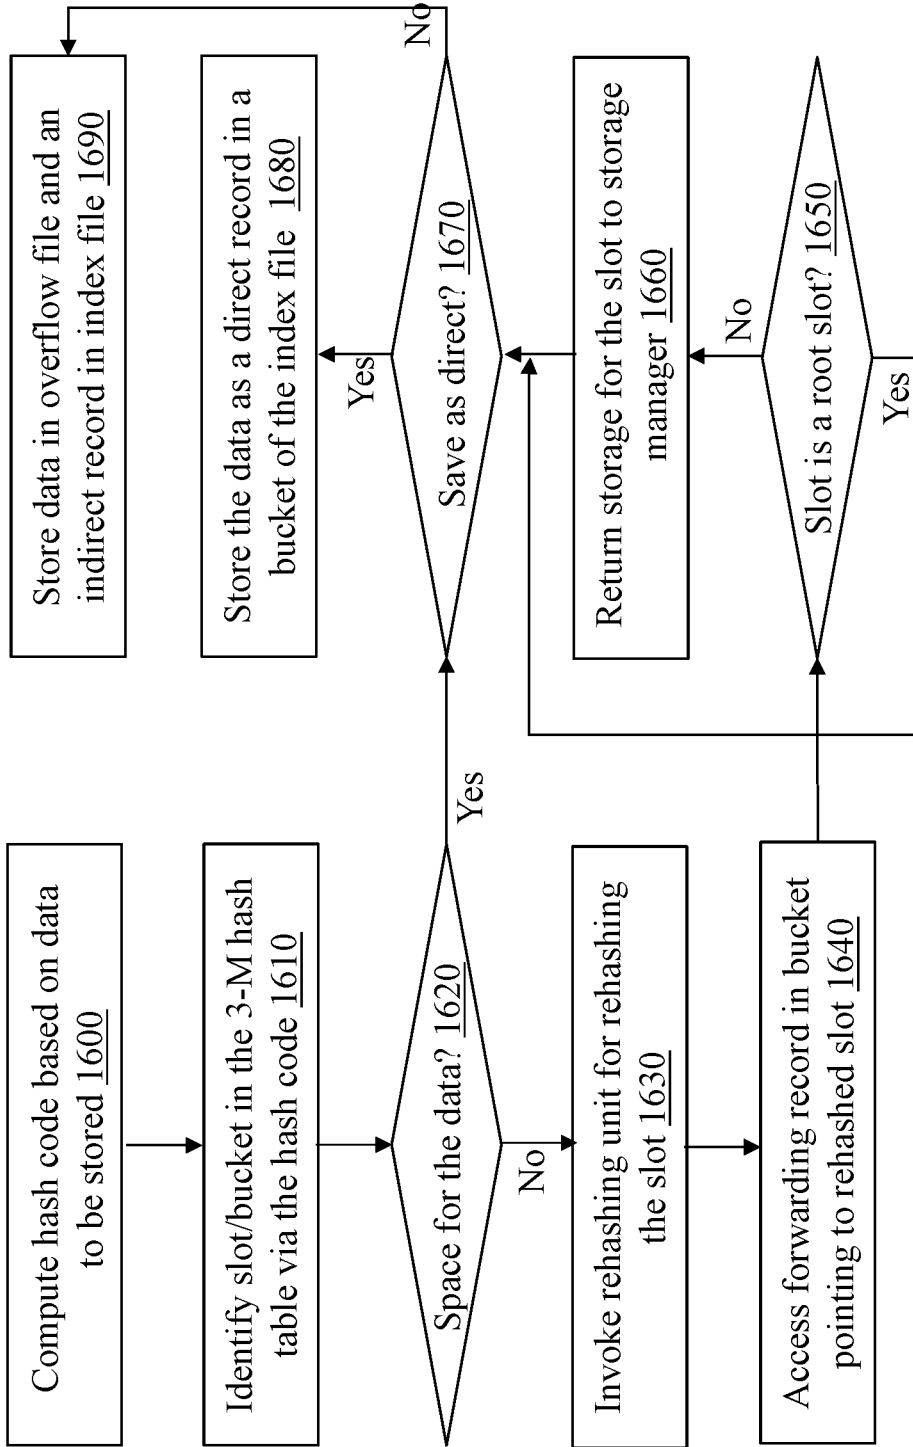 Compute hash code based on data
to be stored 1600
Identify slot/bucket in the 3-M hash
table via the hash code 1610
Space for the data? 1620
Yes
No
Invoke rehashing unit for rehashing
the slot 1630
Access forwarding record in bucket
pointing to rehashed slot 1640
Store data in overflow file and an
indirect record in index file 1690
Store the data as a direct record in a
bucket of the index file 1680
Yes
No
Save as direct? 1670
Return storage for the slot to storage
manager 1660
No
Slot is a root slot? 1650
Yes